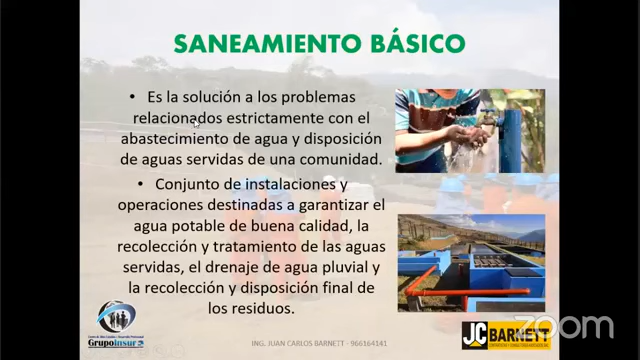 SANEAMIENTO BÁSICO
• Es la solución a los problemas
relacionados estrictamente con el
abastecimiento de agua y disposición
de aguas servidas de una comunidad.
• Conjunto de instalaciones y
operaciones destinadas a garantizar el
agua potable de buena calidad, la
recolección y tratamiento de las aguas
servidas, el drenaje de agua pluvial y
la recolección y disposición final de
los residuos.
Grupoinsur
ING. JUAN CARLOS BARNETT - 966164141
JC BARNETT
zoom